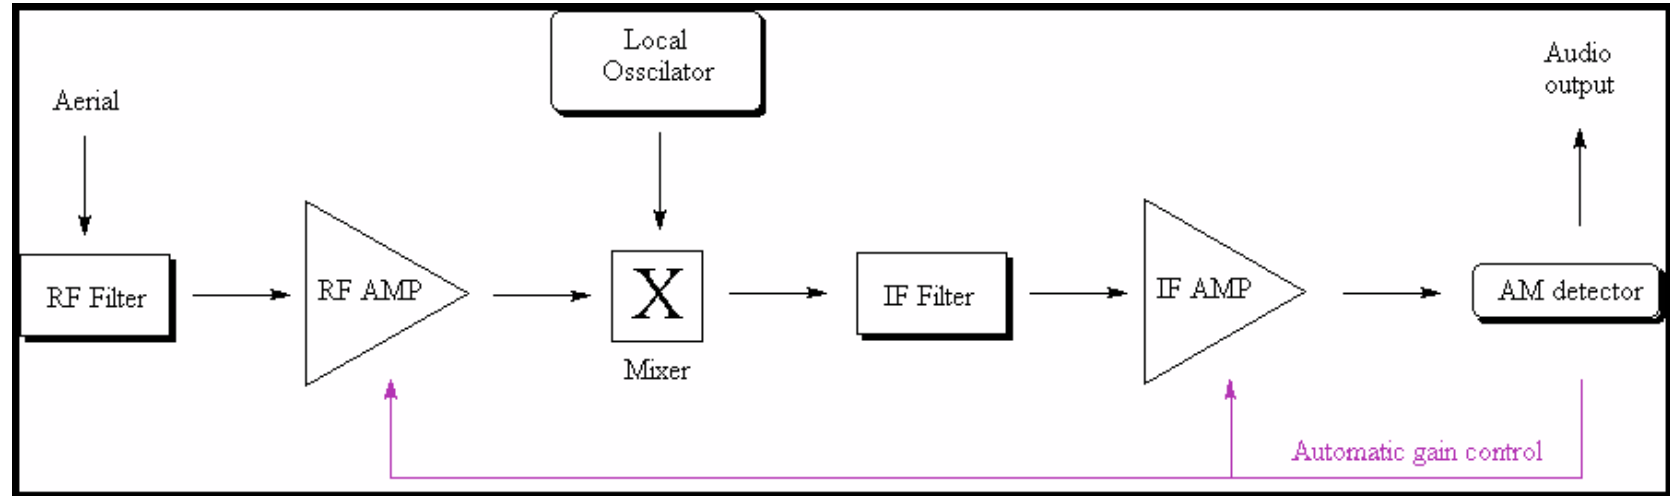 Local
Osscilator
Audio
output
Aerial
RF Filter
RF AMP
X
Mixer
IF Filter
IF AMP
AM detector
Automatic gain control